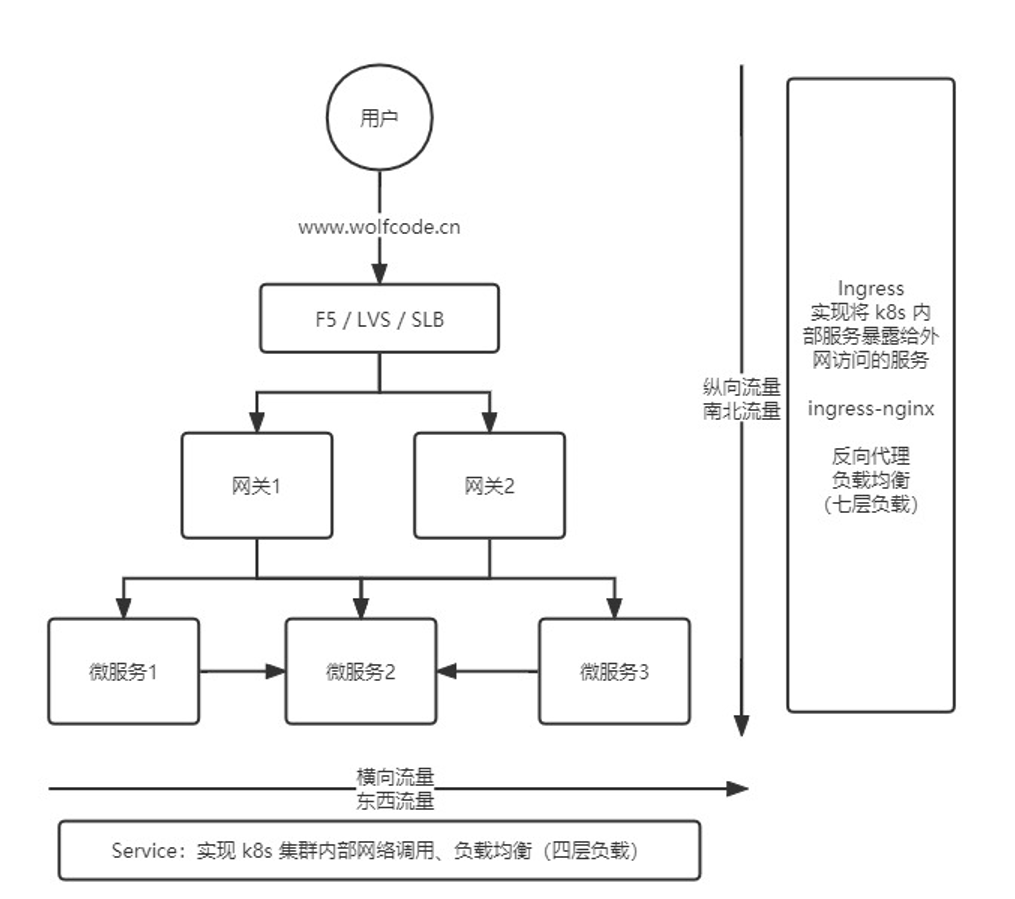 用户
www.wolfcode.cn
F5 / LVS / SLB
网关1
网关2
微服务1
微服务2
微服务3
纵向流量
南北流量
Ingress
实现将 k8s 内
部服务暴露给外
网访问的服务
ingress-nginx
反向代理
负载均衡
（七层负载）
横向流量
东西流量
Service：实现 k8s 集群内部网络调用、负载均衡（四层负载）